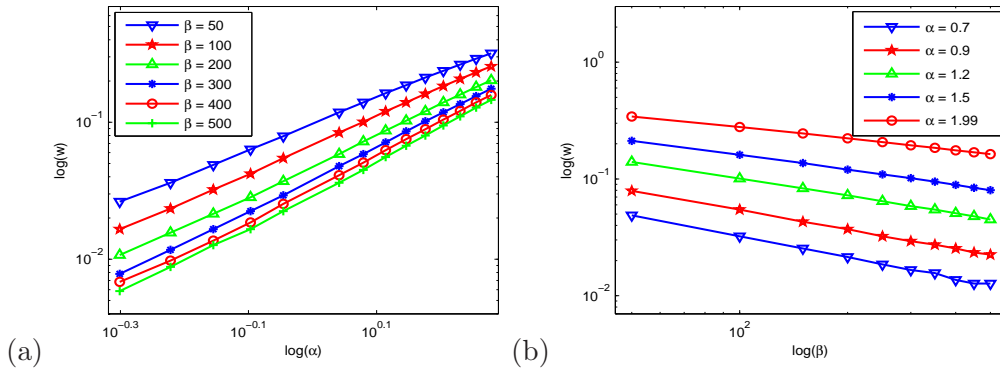 β = 50
β = 100
β = 200
β = 300
β = 400
β = 500
10^-1
10^-2
log(w)
10^-0.3
10^-0.1
10^0.1
log(α)
(a)
α = 0.7
α = 0.9
α = 1.2
α = 1.5
α = 1.99
10^0
10^-1
10^-2
log(w)
10^2
log(β)
(b)